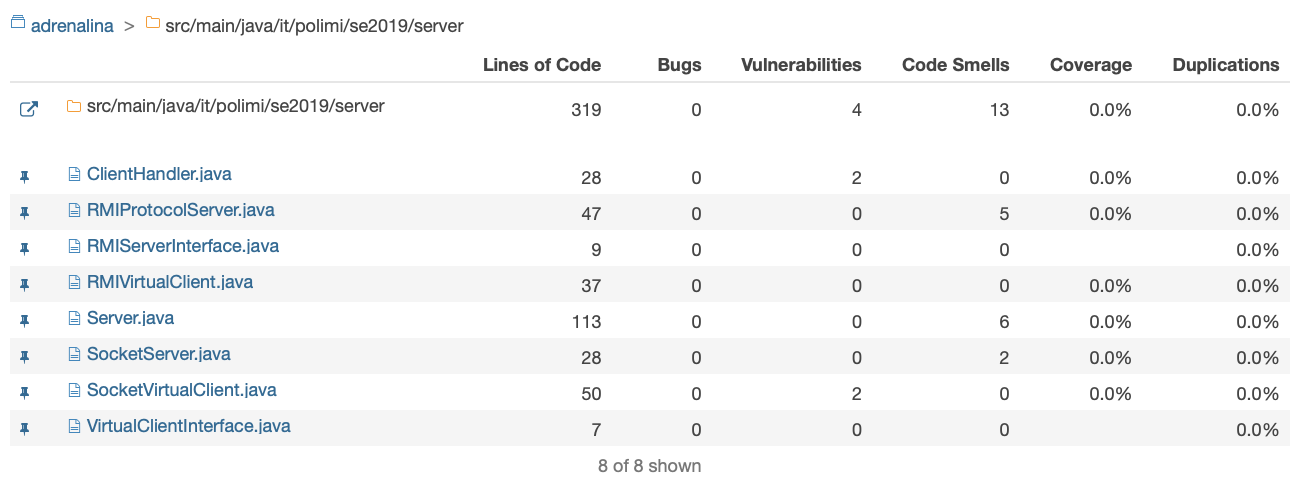 adrenalina > src/main/java/it/polimi/se2019/server
Lines of Code Bugs Vulnerabilities Code Smells Coverage Duplications
src/main/java/it/polimi/se2019/server 319 0 4 13 0.0% 0.0%
ClientHandler.java 28 0 2 0 0.0% 0.0%
RMIProtocolServer.java 47 0 0 5 0.0% 0.0%
RMIServerInterface.java 9 0 0 0 0.0%
RMIVirtualClient.java 37 0 0 0 0.0% 0.0%
Server.java 113 0 0 6 0.0% 0.0%
SocketServer.java 28 0 0 2 0.0% 0.0%
SocketVirtualClient.java 50 0 2 0 0.0% 0.0%
VirtualClientInterface.java 7 0 0 0 0.0%
8 of 8 shown